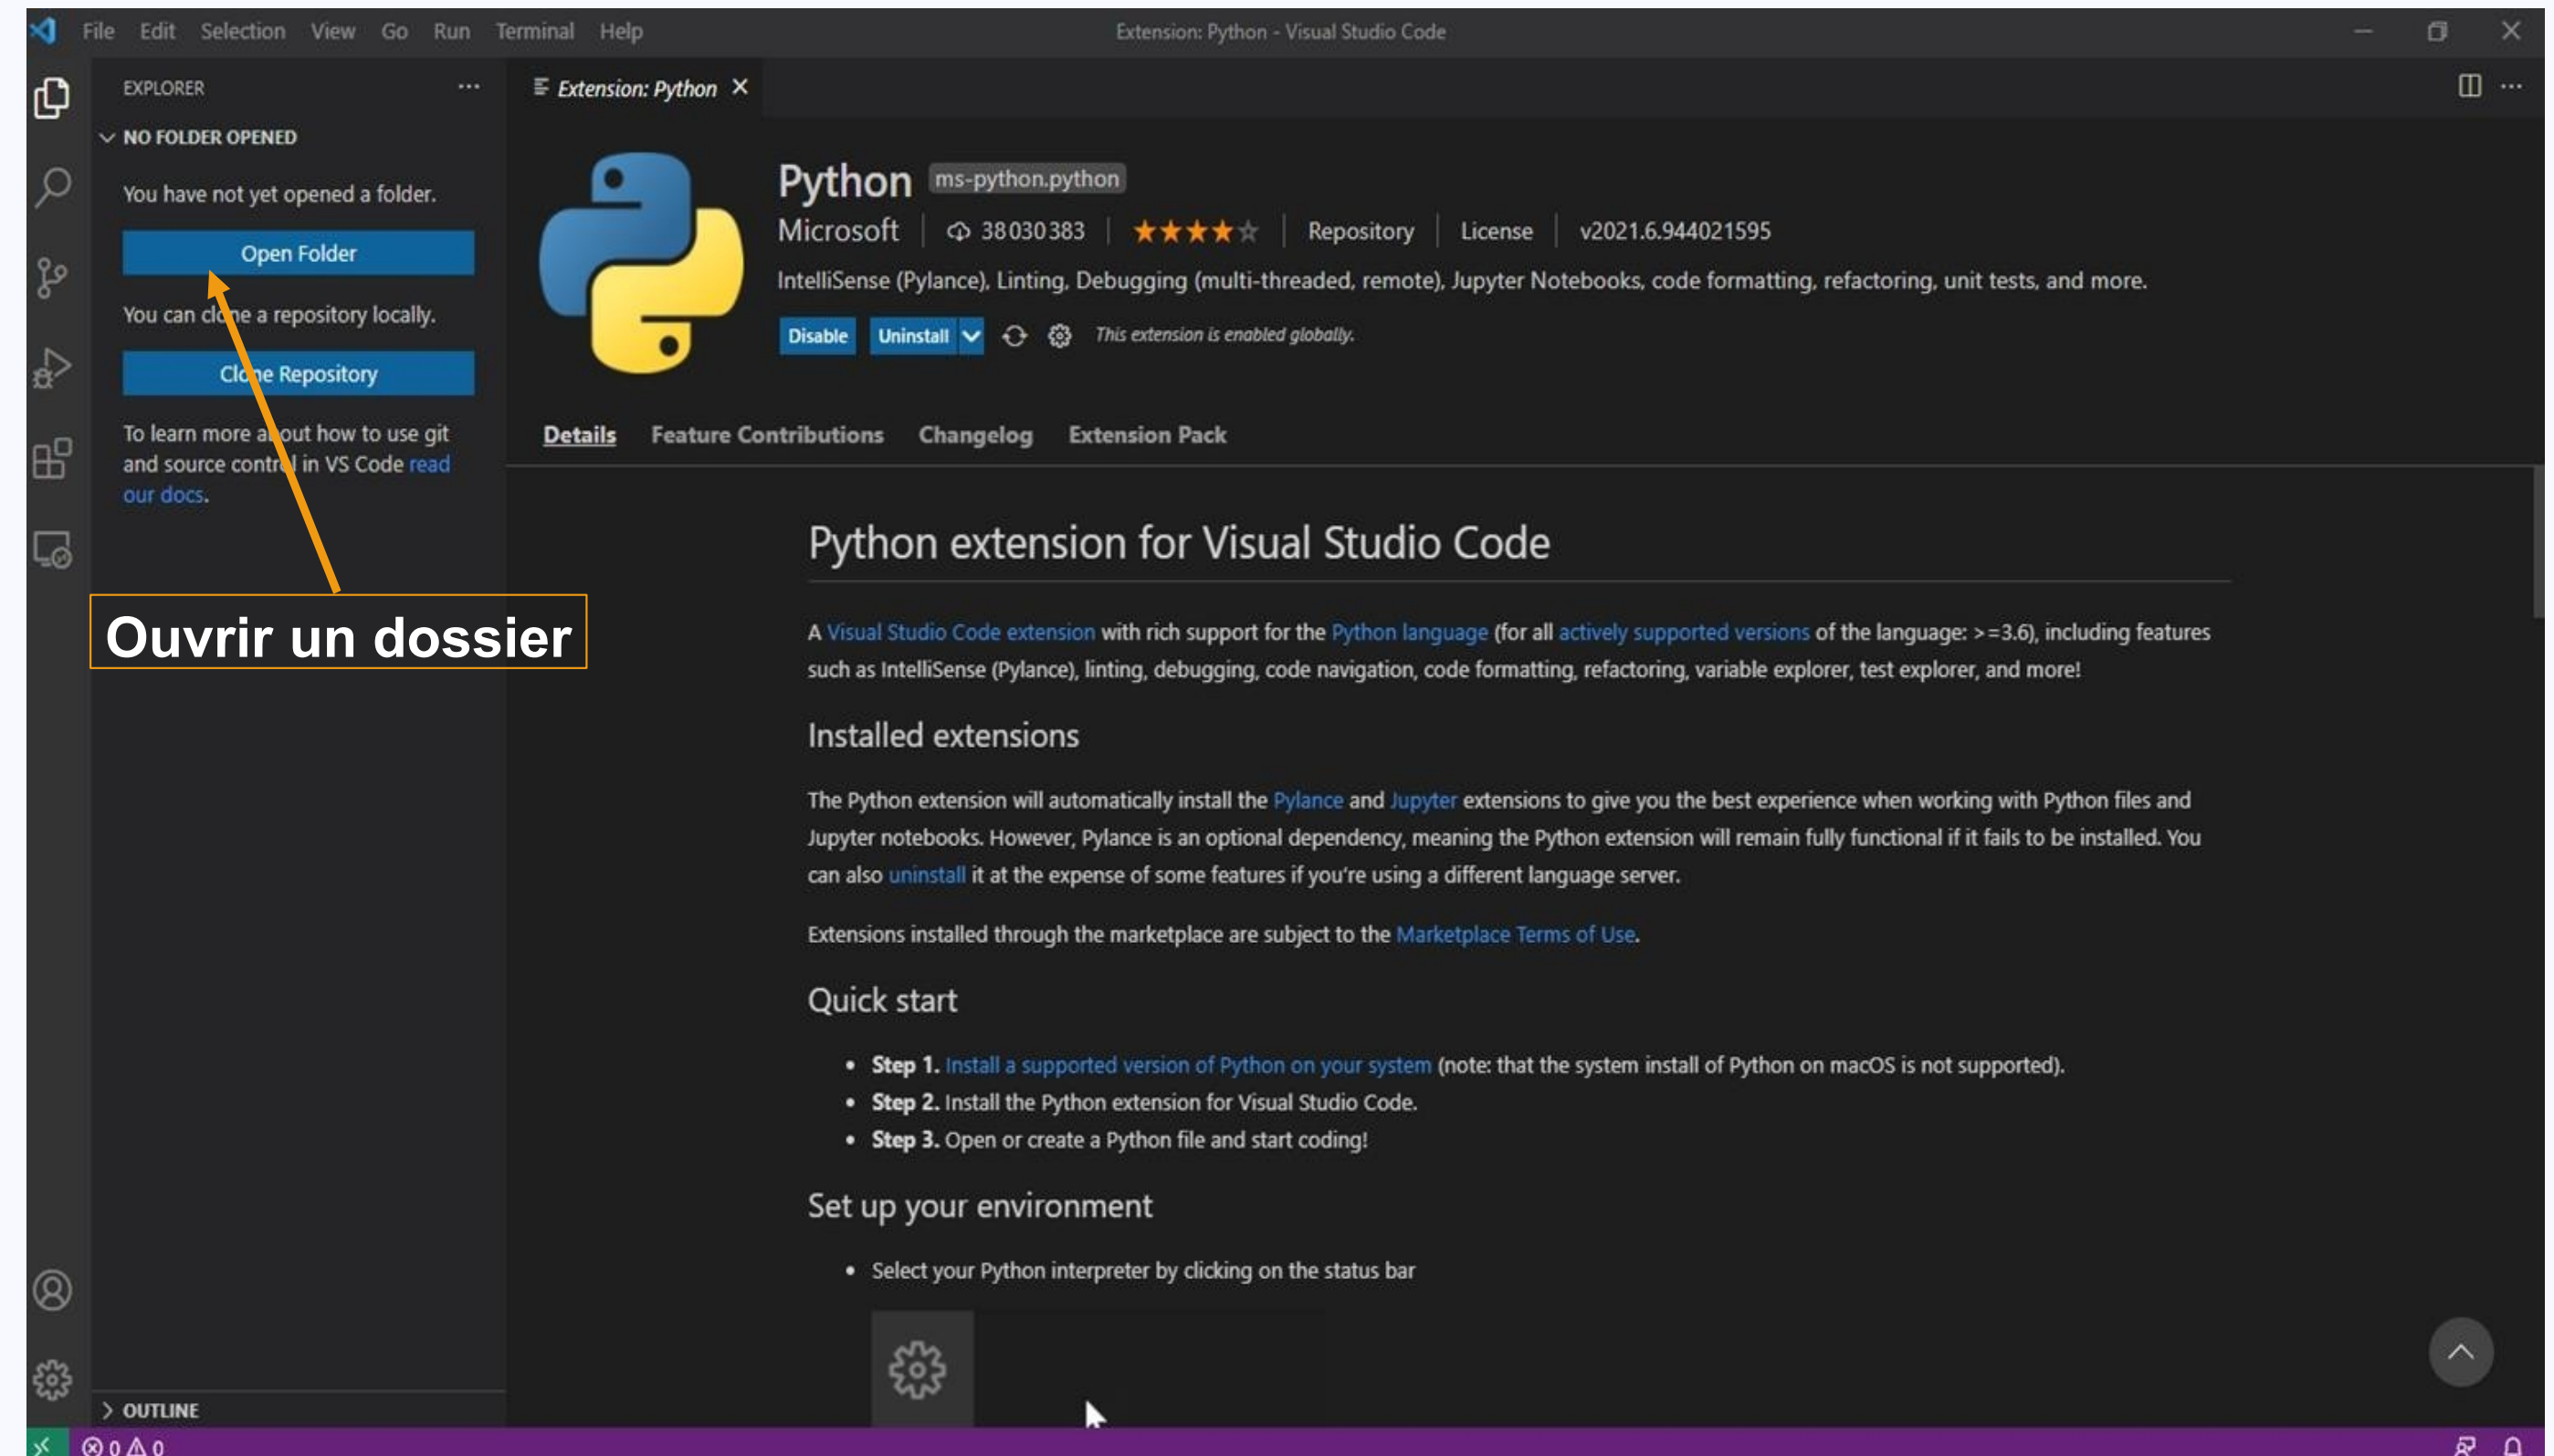 File Edit Selection View Go Run Terminal Help
Extension: Python - Visual Studio Code
EXPLORER
Extension: Python
NO FOLDER OPENED
You have not yet opened a folder.
Open Folder
You can clone a repository locally.
Clone Repository
To learn more about how to use git
and source control in VS Code read
our docs.
Ouvrir un dossier
OUTLINE
Python ms-python.python
Microsoft 38 030 383 Repository License v2021.6.944021595
IntelliSense (Pylance), Linting, Debugging (multi-threaded, remote), Jupyter Notebooks, code formatting, refactoring, unit tests, and more.
Disable Uninstall This extension is enabled globally.
Details Feature Contributions Changelog Extension Pack
Python extension for Visual Studio Code
A Visual Studio Code extension with rich support for the Python language (for all actively supported versions of the language: >=3.6), including features
such as IntelliSense (Pylance), linting, debugging, code navigation, code formatting, refactoring, variable explorer, test explorer, and more!
Installed extensions
The Python extension will automatically install the Pylance and Jupyter extensions to give you the best experience when working with Python files and
Jupyter notebooks. However, Pylance is an optional dependency, meaning the Python extension will remain fully functional if it fails to be installed. You
can also uninstall it at the expense of some features if you're using a different language server.
Extensions installed through the marketplace are subject to the Marketplace Terms of Use.
Quick start
• Step 1. Install a supported version of Python on your system (note: that the system install of Python on macOS is not supported).
• Step 2. Install the Python extension for Visual Studio Code.
• Step 3. Open or create a Python file and start coding!
Set up your environment
• Select your Python interpreter by clicking on the status bar
0 0